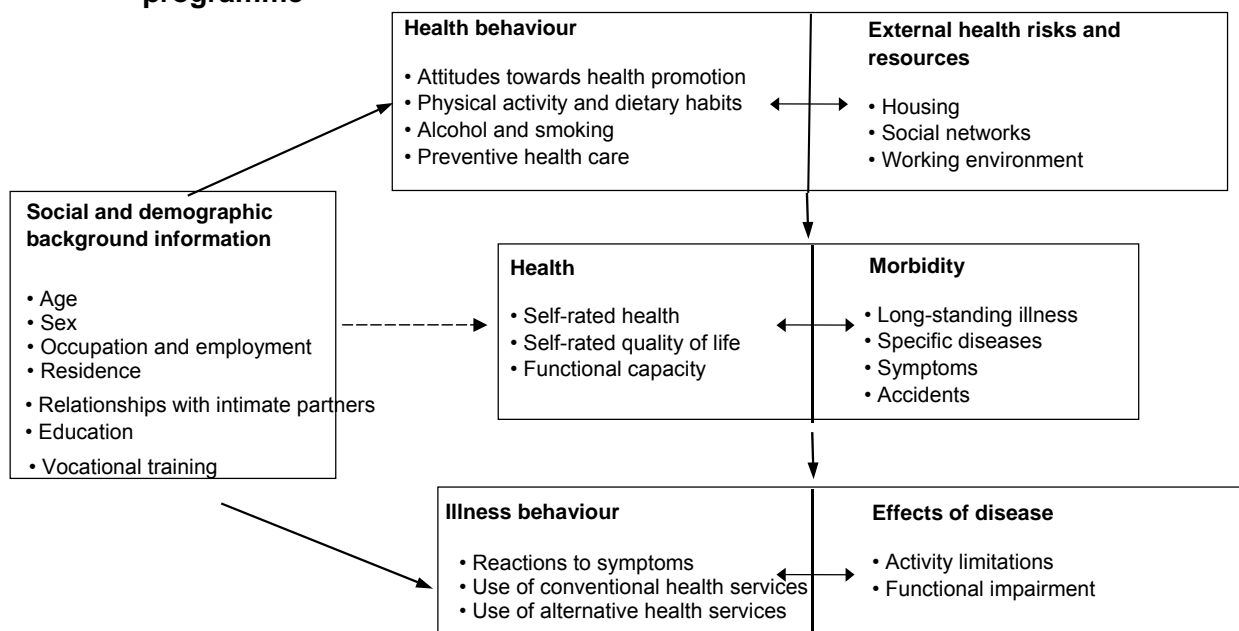 programme
Health behaviour
• Attitudes towards health promotion
• Physical activity and dietary habits
• Alcohol and smoking
• Preventive health care
External health risks and
resources
• Housing
• Social networks
• Working environment
Social and demographic
background information
• Age
• Sex
• Occupation and employment
• Residence
• Relationships with intimate partners
• Education
• Vocational training
Health
• Self-rated health
• Self-rated quality of life
• Functional capacity
Morbidity
• Long-standing illness
• Specific diseases
• Symptoms
• Accidents
Illness behaviour
• Reactions to symptoms
• Use of conventional health services
• Use of alternative health services
Effects of disease
• Activity limitations
• Functional impairment